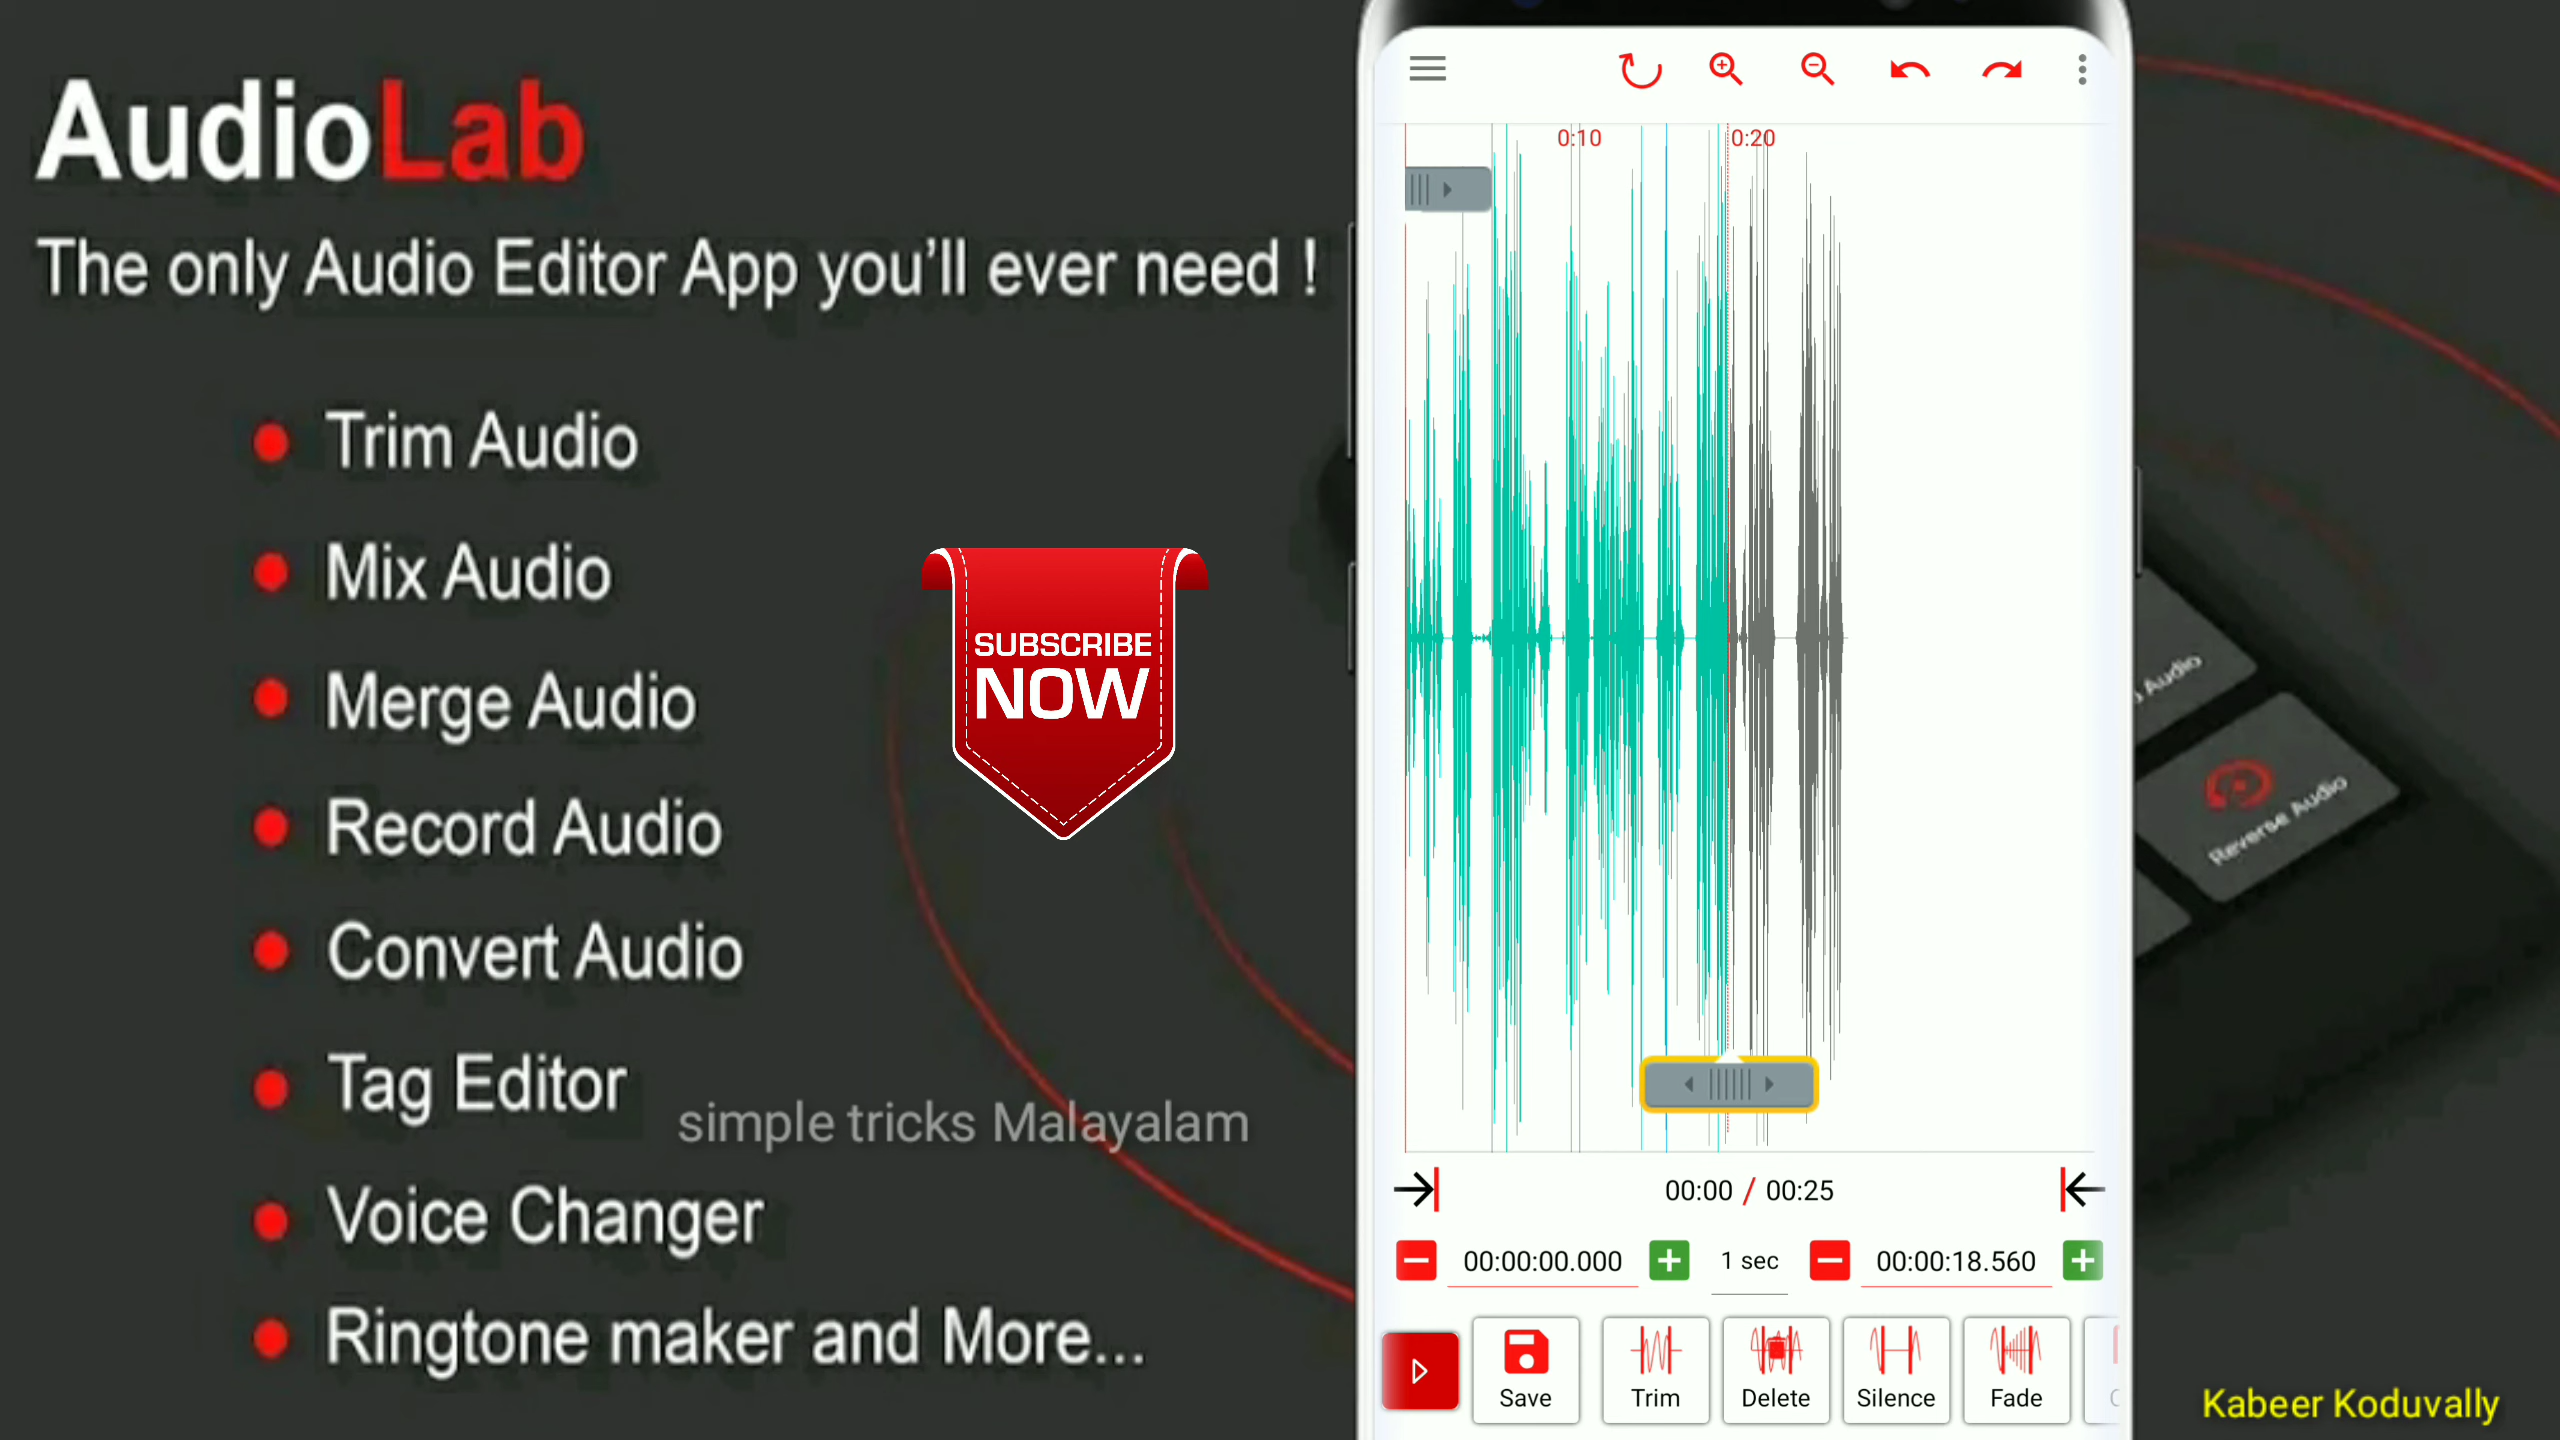 AudioLab
The only Audio Editor App you'll ever need !
Trim Audio
Mix Audio
Merge Audio
Record Audio
Convert Audio
Tag Editor
Voice Changer
Ringtone maker and More...
simple tricks Malayalam
SUBSCRIBE
NOW
0:10 0:20
00:00 / 00:25
00:00:00.000 1 sec 00:00:18.560
Save Trim Delete Silence Fade
Audio
Reverse Audio
Kabeer Koduvally